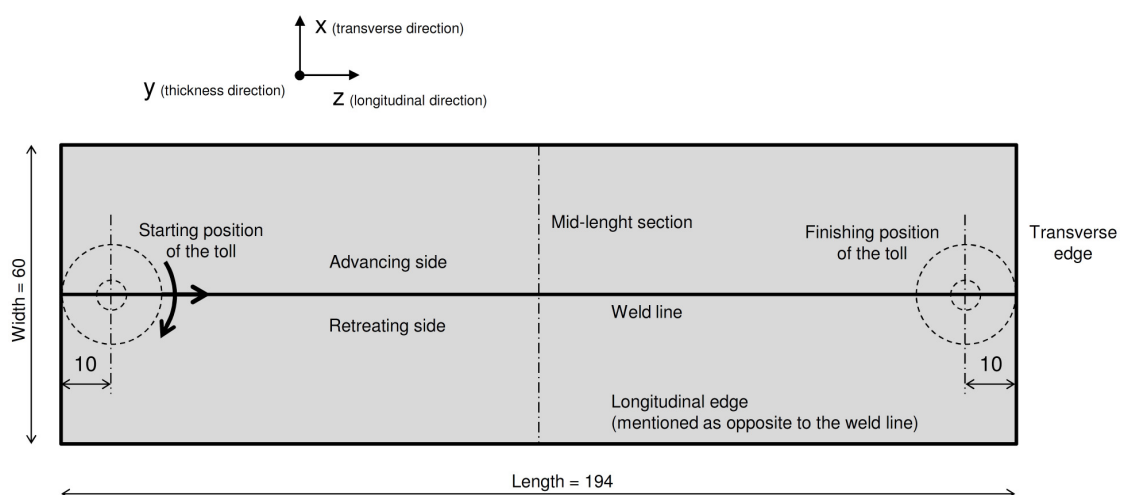 X (transverse direction)
y (thickness direction)
z (longitudinal direction)
Starting position
of the toll
Mid-lenght section
Finishing position
of the toll
Transverse
edge
Advancing side
Width = 60
Weld line
Retreating side
10
10
Longitudinal edge
(mentioned as opposite to the weld line)
Length = 194